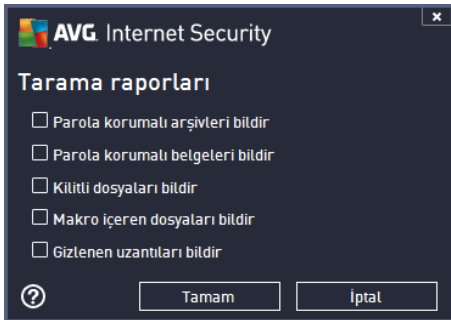 AVG. Internet Security
Tarama raporları
Parola korumalı arşivleri bildir
Parola korumalı belgeleri bildir
Kilitli dosyaları bildir
Makro içeren dosyaları bildir
Gizlenen uzantıları bildir
? Tamam İptal